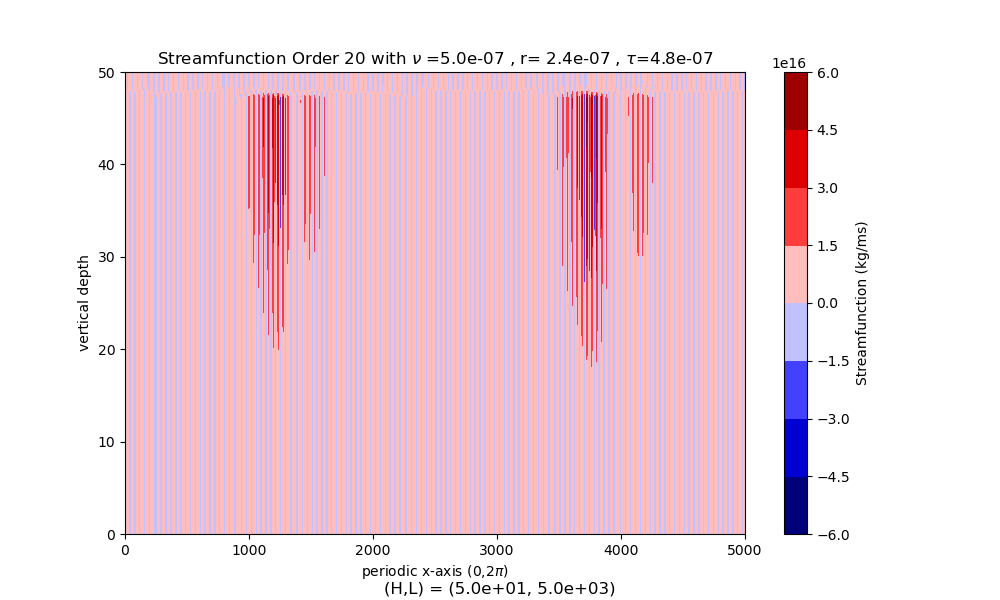 Streamfunction Order 20 with ν =5.0e-07 , r= 2.4e-07 , τ=4.8e-07
1e16
50
40
30
20
10
0
vertical depth
0 1000 2000 3000 4000 5000
periodic x-axis (0,2π)
(H,L) = (5.0e+01, 5.0e+03)
6.0
4.5
3.0
1.5
0.0
−1.5
−3.0
−4.5
−6.0
Streamfunction (kg/ms)